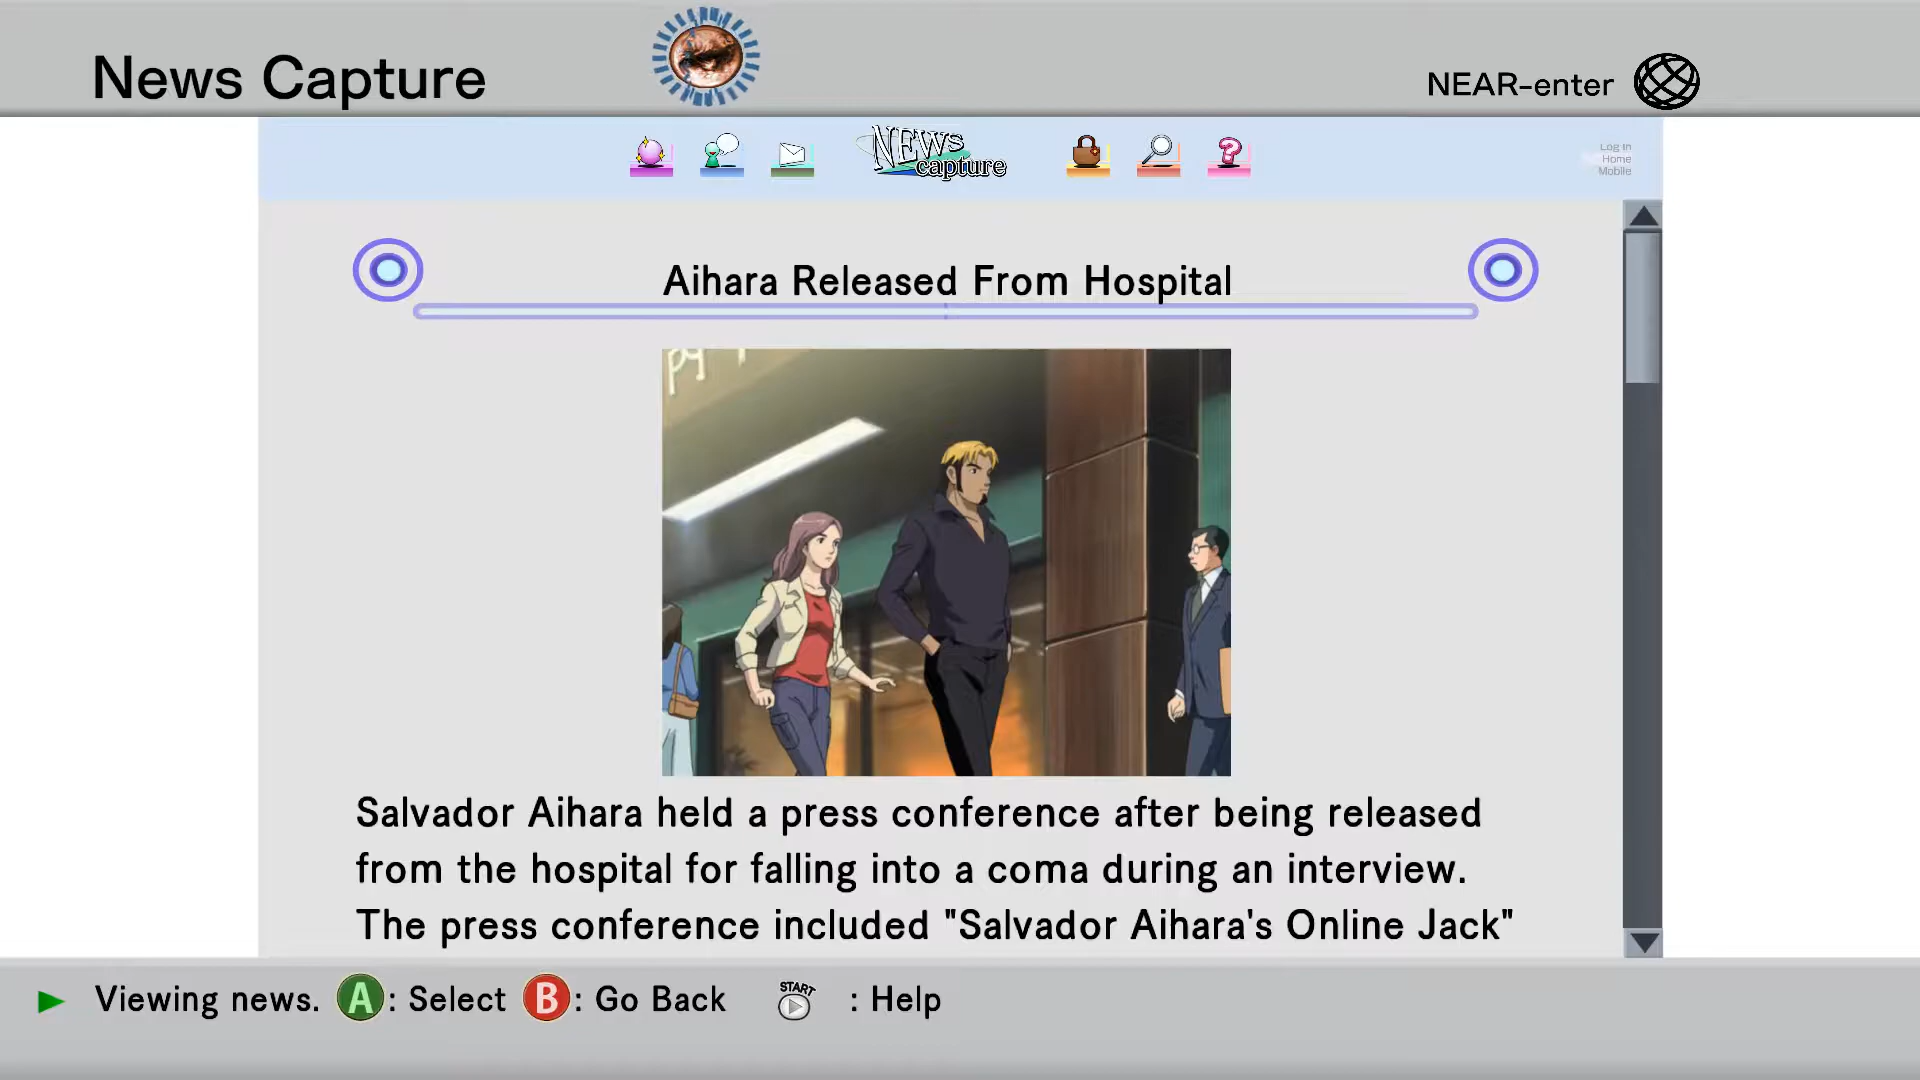 News Capture
NEAR-enter
NEWS
capture
Log In
Home
Mobile
Aihara Released From Hospital
Salvador Aihara held a press conference after being released
from the hospital for falling into a coma during an interview.
The press conference included "Salvador Aihara's Online Jack"
Viewing news. A : Select B : Go Back START : Help